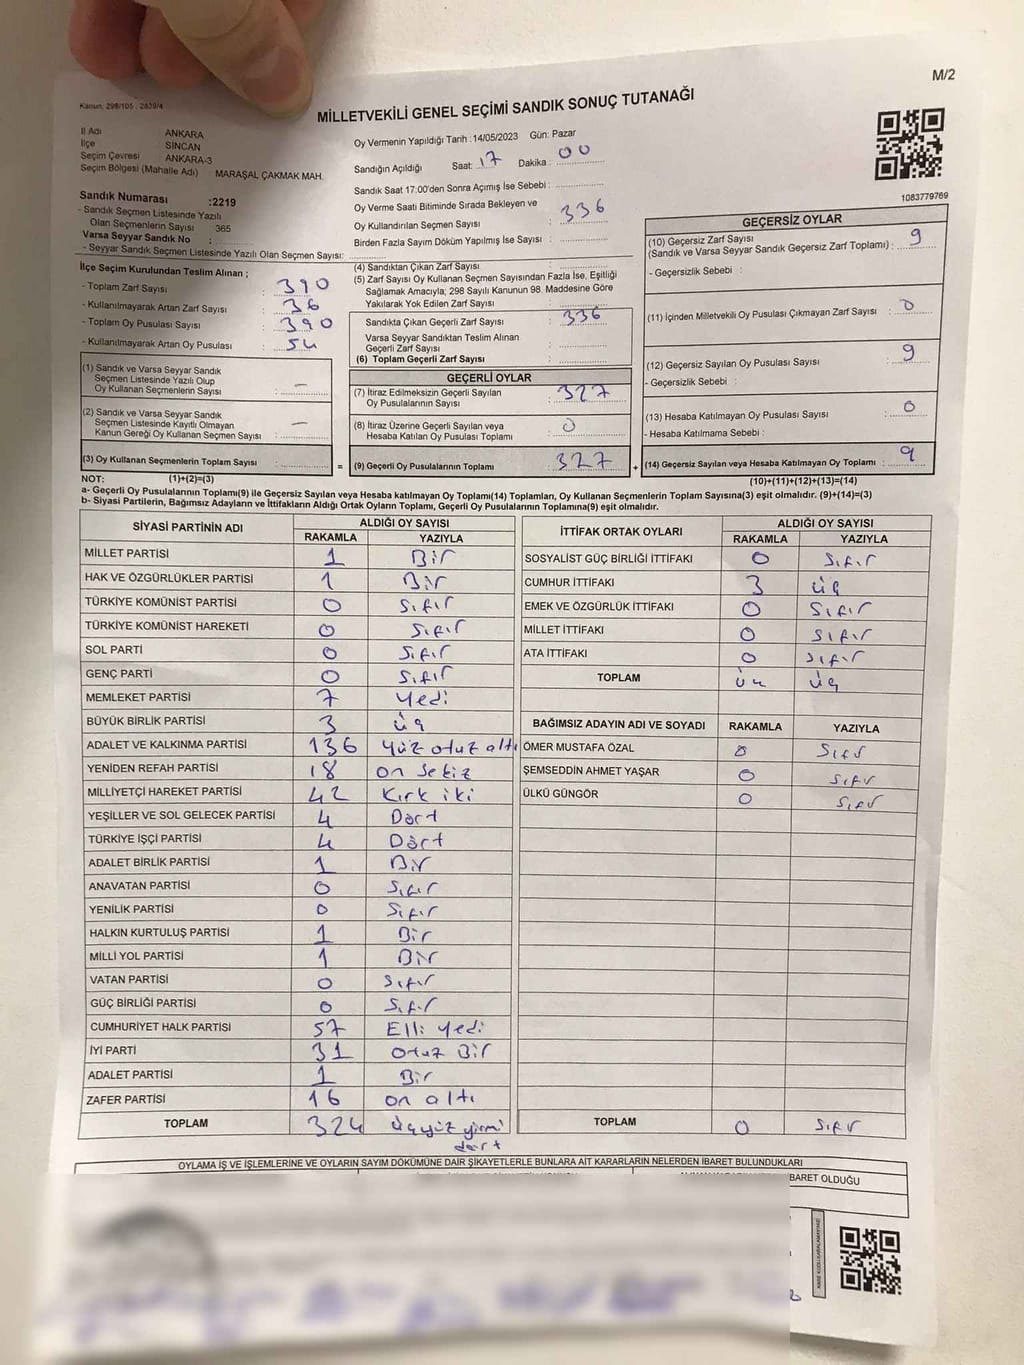 M/2
Kanun, 298/105 . 2839/4
MİLLETVEKİLİ GENEL SEÇİMİ SANDIK SONUÇ TUTANAĞI
İl Adı ANKARA
İlçe SİNCAN
Seçim Çevresi ANKARA-3
Seçim Bölgesi (Mahalle Adı) MARAŞAL ÇAKMAK MAH.
Sandık Numarası :2219
- Sandık Seçmen Listesinde Yazılı
Olan Seçmenlerin Sayısı 365
Varsa Seyyar Sandık No :
- Seyyar Sandık Seçmen Listesinde Yazılı Olan Seçmen Sayısı:
Oy Vermenin Yapıldığı Tarih : 14/05/2023 Gün: Pazar
Sandığın Açıldığı Saat: 17 Dakika : 00
Sandık Saat 17:00'den Sonra Açımış İse Sebebi :
Oy Verme Saati Bitiminde Sırada Bekleyen ve
Oy Kullandırılan Seçmen Sayısı : 336
Birden Fazla Sayım Döküm Yapılmış İse Sayısı :
1083779769
İlçe Seçim Kurulundan Teslim Alınan ;
- Toplam Zarf Sayısı : 390
- Kullanılmayarak Artan Zarf Sayısı : 36
- Toplam Oy Pusulası Sayısı : 390
- Kullanılmayarak Artan Oy Pusulası : 54
(1) Sandık ve Varsa Seyyar Sandık
Seçmen Listesinde Yazılı Olup
Oy Kullanan Seçmenlerin Sayısı : —
(2) Sandık ve Varsa Seyyar Sandık
Seçmen Listesinde Kayıtlı Olmayan
Kanun Gereği Oy Kullanan Seçmen Sayısı : —
(3) Oy Kullanan Seçmenlerin Toplam Sayısı :
(4) Sandıktan Çıkan Zarf Sayısı :
(5) Zarf Sayısı Oy Kullanan Seçmen Sayısından Fazla İse, Eşitliği
Sağlamak Amacıyla; 298 Sayılı Kanunun 98. Maddesine Göre
Yakılarak Yok Edilen Zarf Sayısı :
Sandıkta Çıkan Geçerli Zarf Sayısı : 336
Varsa Seyyar Sandıktan Teslim Alınan
Geçerli Zarf Sayısı :
(6) Toplam Geçerli Zarf Sayısı :
GEÇERLİ OYLAR
(7) İtiraz Edilmeksizin Geçerli Sayılan
Oy Pusulalarının Sayısı : 327
(8) İtiraz Üzerine Geçerli Sayılan veya
Hesaba Katılan Oy Pusulası Toplamı : 0
= (9) Geçerli Oy Pusulalarının Toplamı : 327 +
GEÇERSİZ OYLAR
(10) Geçersiz Zarf Sayısı
(Sandık ve Varsa Seyyar Sandık Geçersiz Zarf Toplamı) : 9
- Geçersizlik Sebebi :
(11) İçinden Milletvekili Oy Pusulası Çıkmayan Zarf Sayısı : 0
(12) Geçersiz Sayılan Oy Pusulası Sayısı : 9
- Geçersizlik Sebebi :
(13) Hesaba Katılmayan Oy Pusulası Sayısı : 0
- Hesaba Katılmama Sebebi :
(14) Geçersiz Sayılan veya Hesaba Katılmayan Oy Toplamı : 9
NOT: (1)+(2)=(3) (10)+(11)+(12)+(13)=(14)
a- Geçerli Oy Pusulalarının Toplamı(9) ile Geçersiz Sayılan veya Hesaba katılmayan Oy Toplamı(14) Toplamları, Oy Kullanan Seçmenlerin Toplam Sayısına(3) eşit olmalıdır. (9)+(14)=(3)
b- Siyasi Partilerin, Bağımsız Adayların ve İttifakların Aldığı Ortak Oyların Toplamı, Geçerli Oy Pusulalarının Toplamına(9) eşit olmalıdır.
SİYASİ PARTİNİN ADI ALDIĞI OY SAYISI
RAKAMLA YAZIYLA
MİLLET PARTİSİ 1 Bir
HAK VE ÖZGÜRLÜKLER PARTİSİ 1 Bir
TÜRKİYE KOMÜNİST PARTİSİ 0 Sıfır
TÜRKİYE KOMÜNİST HAREKETİ 0 Sıfır
SOL PARTİ 0 Sıfır
GENÇ PARTİ 0 Sıfır
MEMLEKET PARTİSİ 7 Yedi
BÜYÜK BİRLİK PARTİSİ 3 Üç
ADALET VE KALKINMA PARTİSİ 136 Yüz otuz altı
YENİDEN REFAH PARTİSİ 18 on sekiz
MİLLİYETÇİ HAREKET PARTİSİ 42 Kırk iki
YEŞİLLER VE SOL GELECEK PARTİSİ 4 Dört
TÜRKİYE İŞÇİ PARTİSİ 4 Dört
ADALET BİRLİK PARTİSİ 1 Bir
ANAVATAN PARTİSİ 0 Sıfır
YENİLİK PARTİSİ 0 Sıfır
HALKIN KURTULUŞ PARTİSİ 1 Bir
MİLLİ YOL PARTİSİ 1 Bir
VATAN PARTİSİ 0 Sıfır
GÜÇ BİRLİĞİ PARTİSİ 0 Sıfır
CUMHURİYET HALK PARTİSİ 57 Elli yedi
İYİ PARTİ 31 otuz Bir
ADALET PARTİSİ 1 Bir
ZAFER PARTİSİ 16 on altı
TOPLAM 324 Üçyüz yirmi
dört
İTTİFAK ORTAK OYLARI ALDIĞI OY SAYISI
RAKAMLA YAZIYLA
SOSYALİST GÜÇ BİRLİĞİ İTTİFAKI 0 Sıfır
CUMHUR İTTİFAKI 3 üç
EMEK VE ÖZGÜRLÜK İTTİFAKI 0 Sıfır
MİLLET İTTİFAKI 0 Sıfır
ATA İTTİFAKI 0 Sıfır
TOPLAM üç
BAĞIMSIZ ADAYIN ADI VE SOYADI RAKAMLA YAZIYLA
ÖMER MUSTAFA ÖZAL 0 Sıfır
ŞEMSEDDİN AHMET YAŞAR 0 Sıfır
ÜLKÜ GÜNGÖR 0 Sıfır
TOPLAM 0 Sıfır
OYLAMA İŞ VE İŞLEMLERİNE VE OYLARIN SAYIM DÖKÜMÜNE DAİR ŞİKAYETLERLE BUNLARA AİT KARARLARIN NELERDEN İBARET BULUNDUKLARI
BARET OLDUĞU